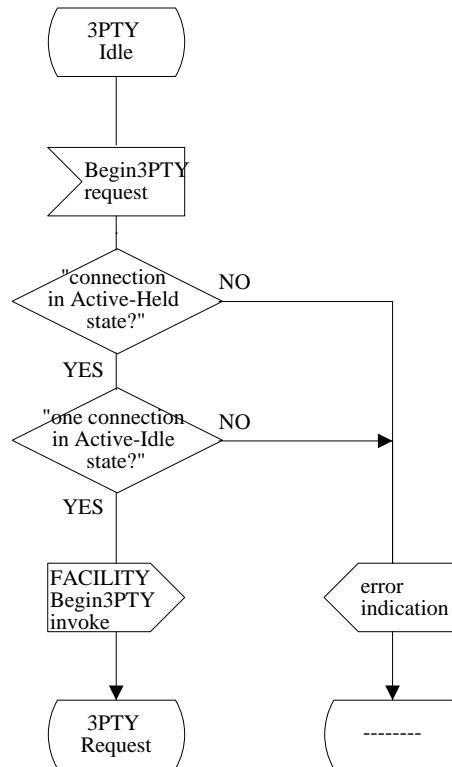 3PTY
Idle
Begin3PTY
request
"connection
in Active-Held
state?"
NO
YES
"one connection
in Active-Idle
state?"
NO
YES
FACILITY
Begin3PTY
invoke
error
indication
3PTY
Request
--------